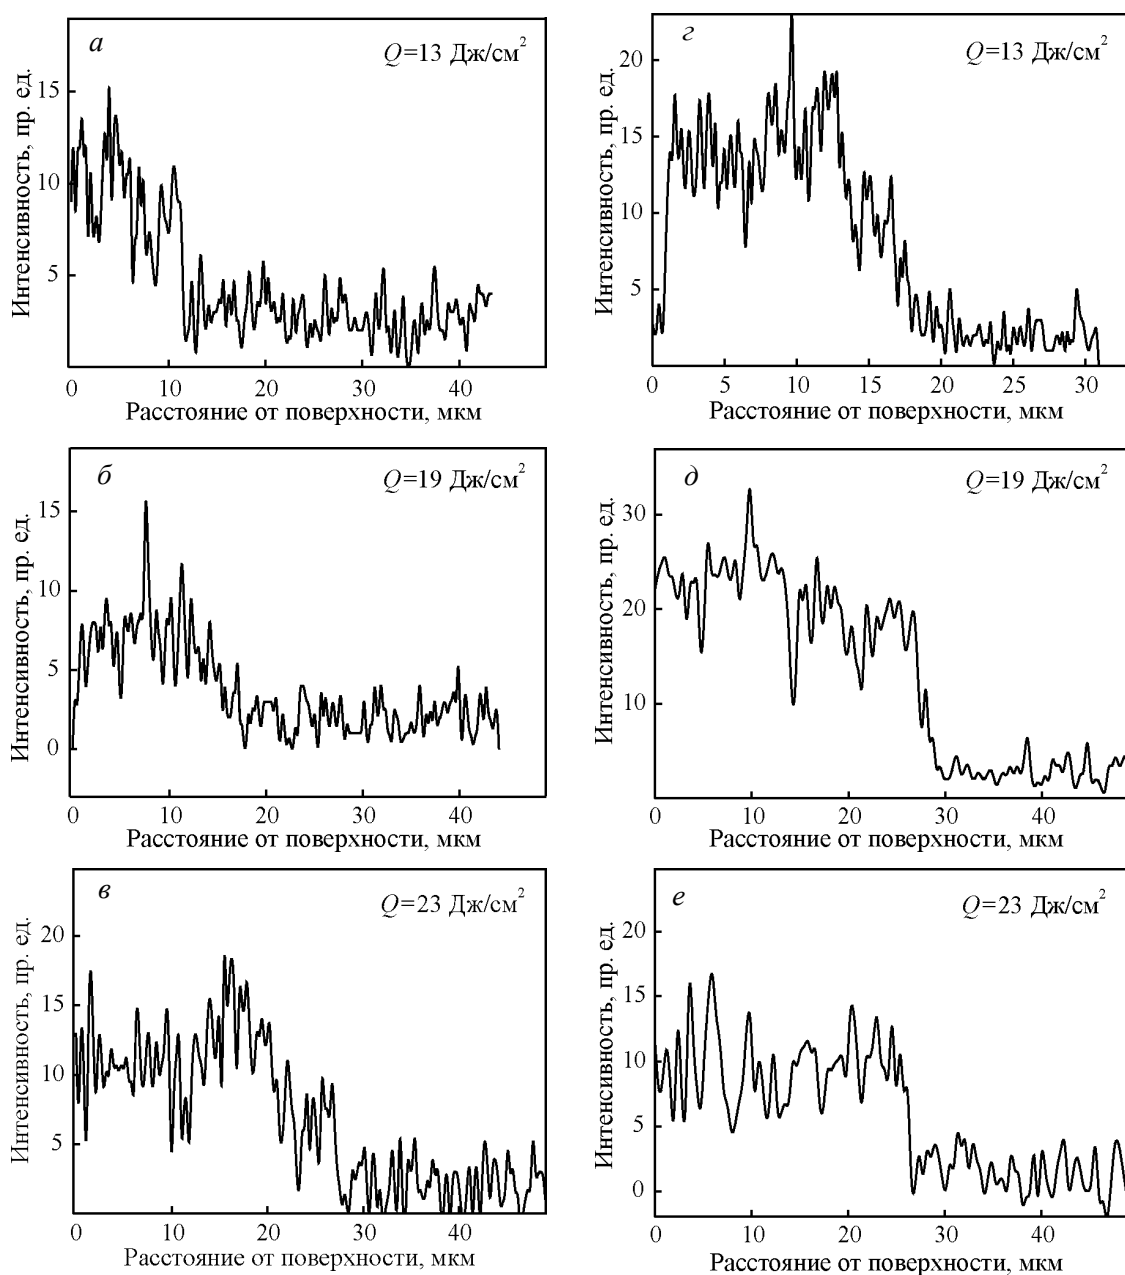 а
Q=13 Дж/см²
Интенсивность, пр. ед.
15
10
5
0 10 20 30 40
Расстояние от поверхности, мкм
г
Q=13 Дж/см²
Интенсивность, пр. ед.
20
15
10
5
0 5 10 15 20 25 30
Расстояние от поверхности, мкм
б
Q=19 Дж/см²
Интенсивность, пр. ед.
15
10
5
0
0 10 20 30 40
Расстояние от поверхности, мкм
д
Q=19 Дж/см²
Интенсивность, пр. ед.
30
20
10
0 10 20 30 40
Расстояние от поверхности, мкм
в
Q=23 Дж/см²
Интенсивность, пр. ед.
20
15
10
5
0 10 20 30 40
Расстояние от поверхности, мкм
е
Q=23 Дж/см²
Интенсивность, пр. ед.
20
15
10
5
0
0 10 20 30 40
Расстояние от поверхности, мкм